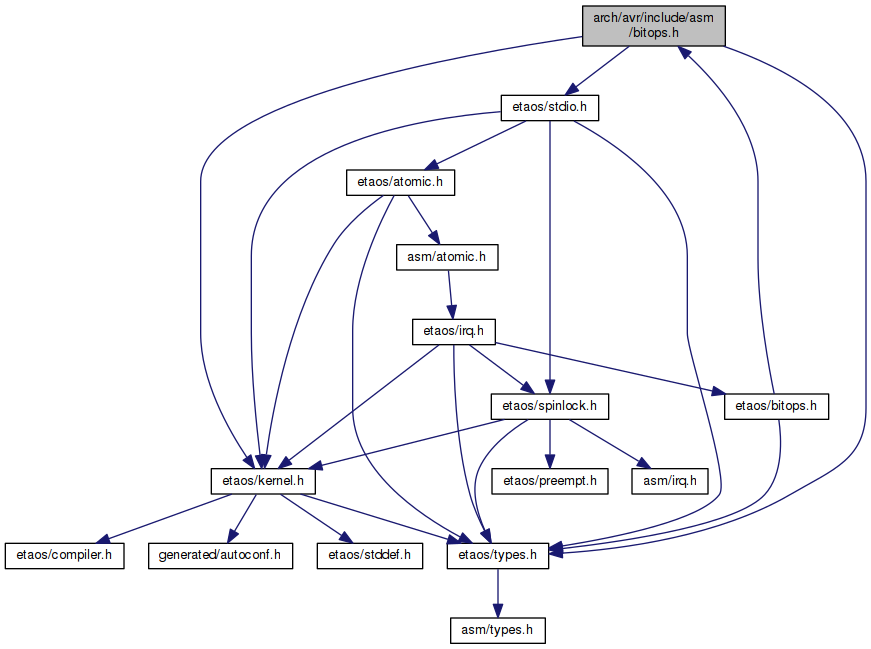 arch/avr/include/asm
/bitops.h
etaos/stdio.h
etaos/atomic.h
asm/atomic.h
etaos/irq.h
etaos/spinlock.h
etaos/bitops.h
etaos/kernel.h
etaos/preempt.h
asm/irq.h
etaos/compiler.h
generated/autoconf.h
etaos/stddef.h
etaos/types.h
asm/types.h